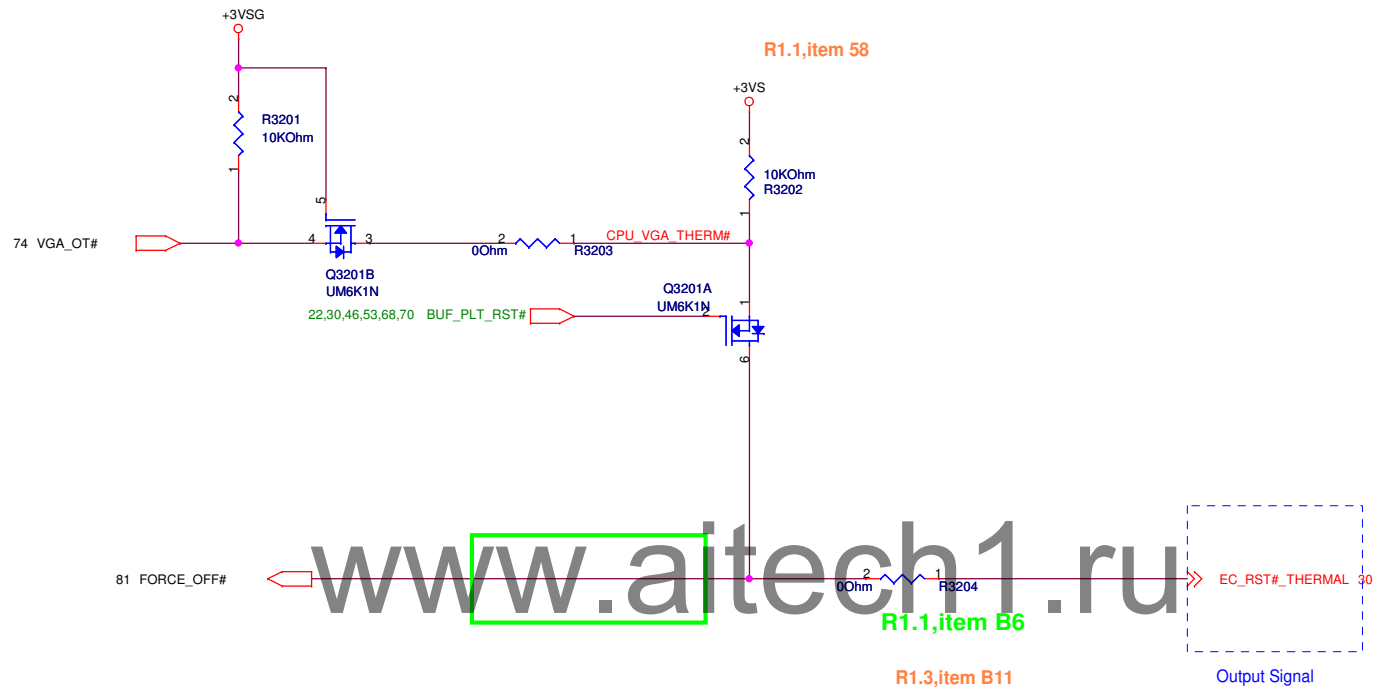 +3VSG
R1.1,item 58
+3VS
2
R3201
10KOhm
1
2
10KOhm
R3202
1
5
74 VGA_OT#
4
3
2
0Ohm
1
R3203
CPU_VGA_THERM#
Q3201B
UM6K1N
Q3201A
UM6K1N
1
22,30,46,53,68,70 BUF_PLT_RST#
2
6
www.aitech1.ru
81 FORCE_OFF#
2
0Ohm
1
R3204
EC_RST#_THERMAL 30
R1.1,item B6
R1.3,item B11
Output Signal